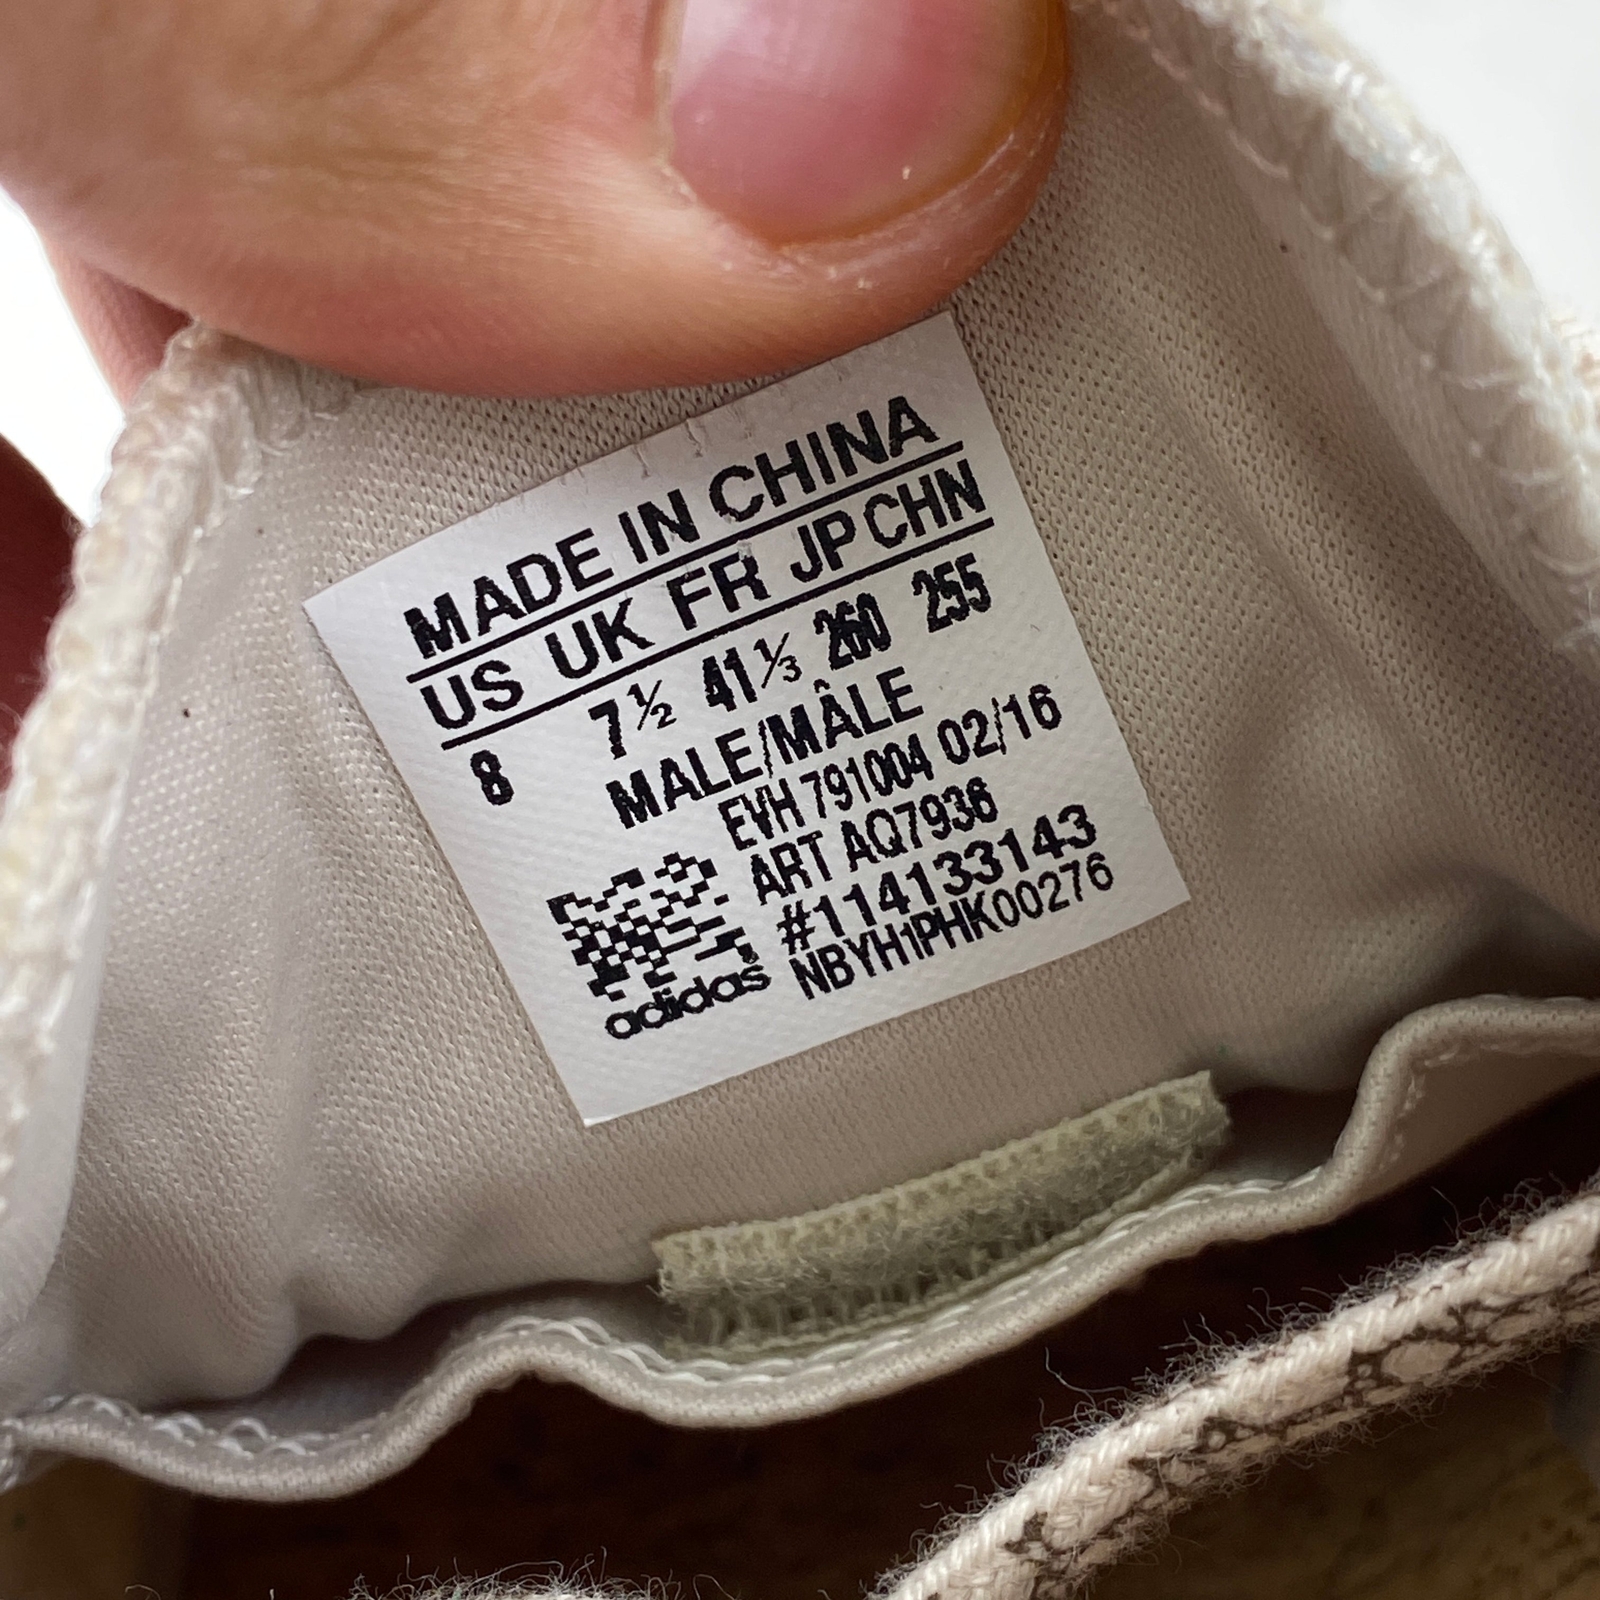 MADE IN CHINA
US UK FR JP CHN
8 7½ 41⅓ 260 255
MALE/MÂLE
EVH 791004 02/16
ART AQ7936
#114133143
NBYH1PHK00276
adidas